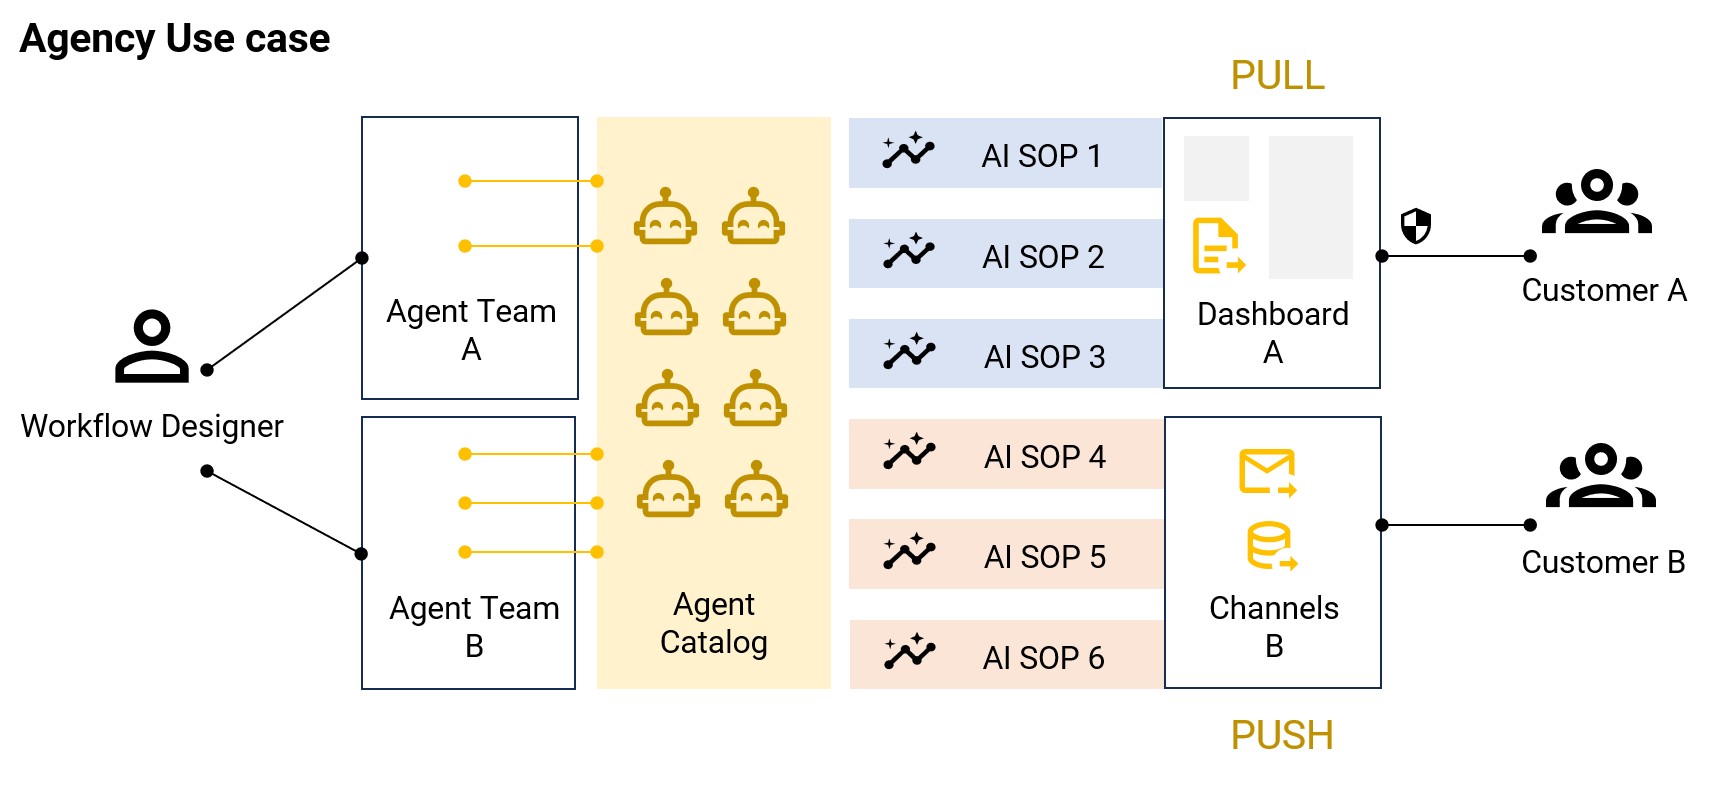 Agency Use case
PULL
Agent Team
A
AI SOP 1
AI SOP 2
AI SOP 3
Dashboard
A
Customer A
Workflow Designer
Agent Team
B
Agent
Catalog
AI SOP 4
AI SOP 5
AI SOP 6
Channels
B
Customer B
PUSH